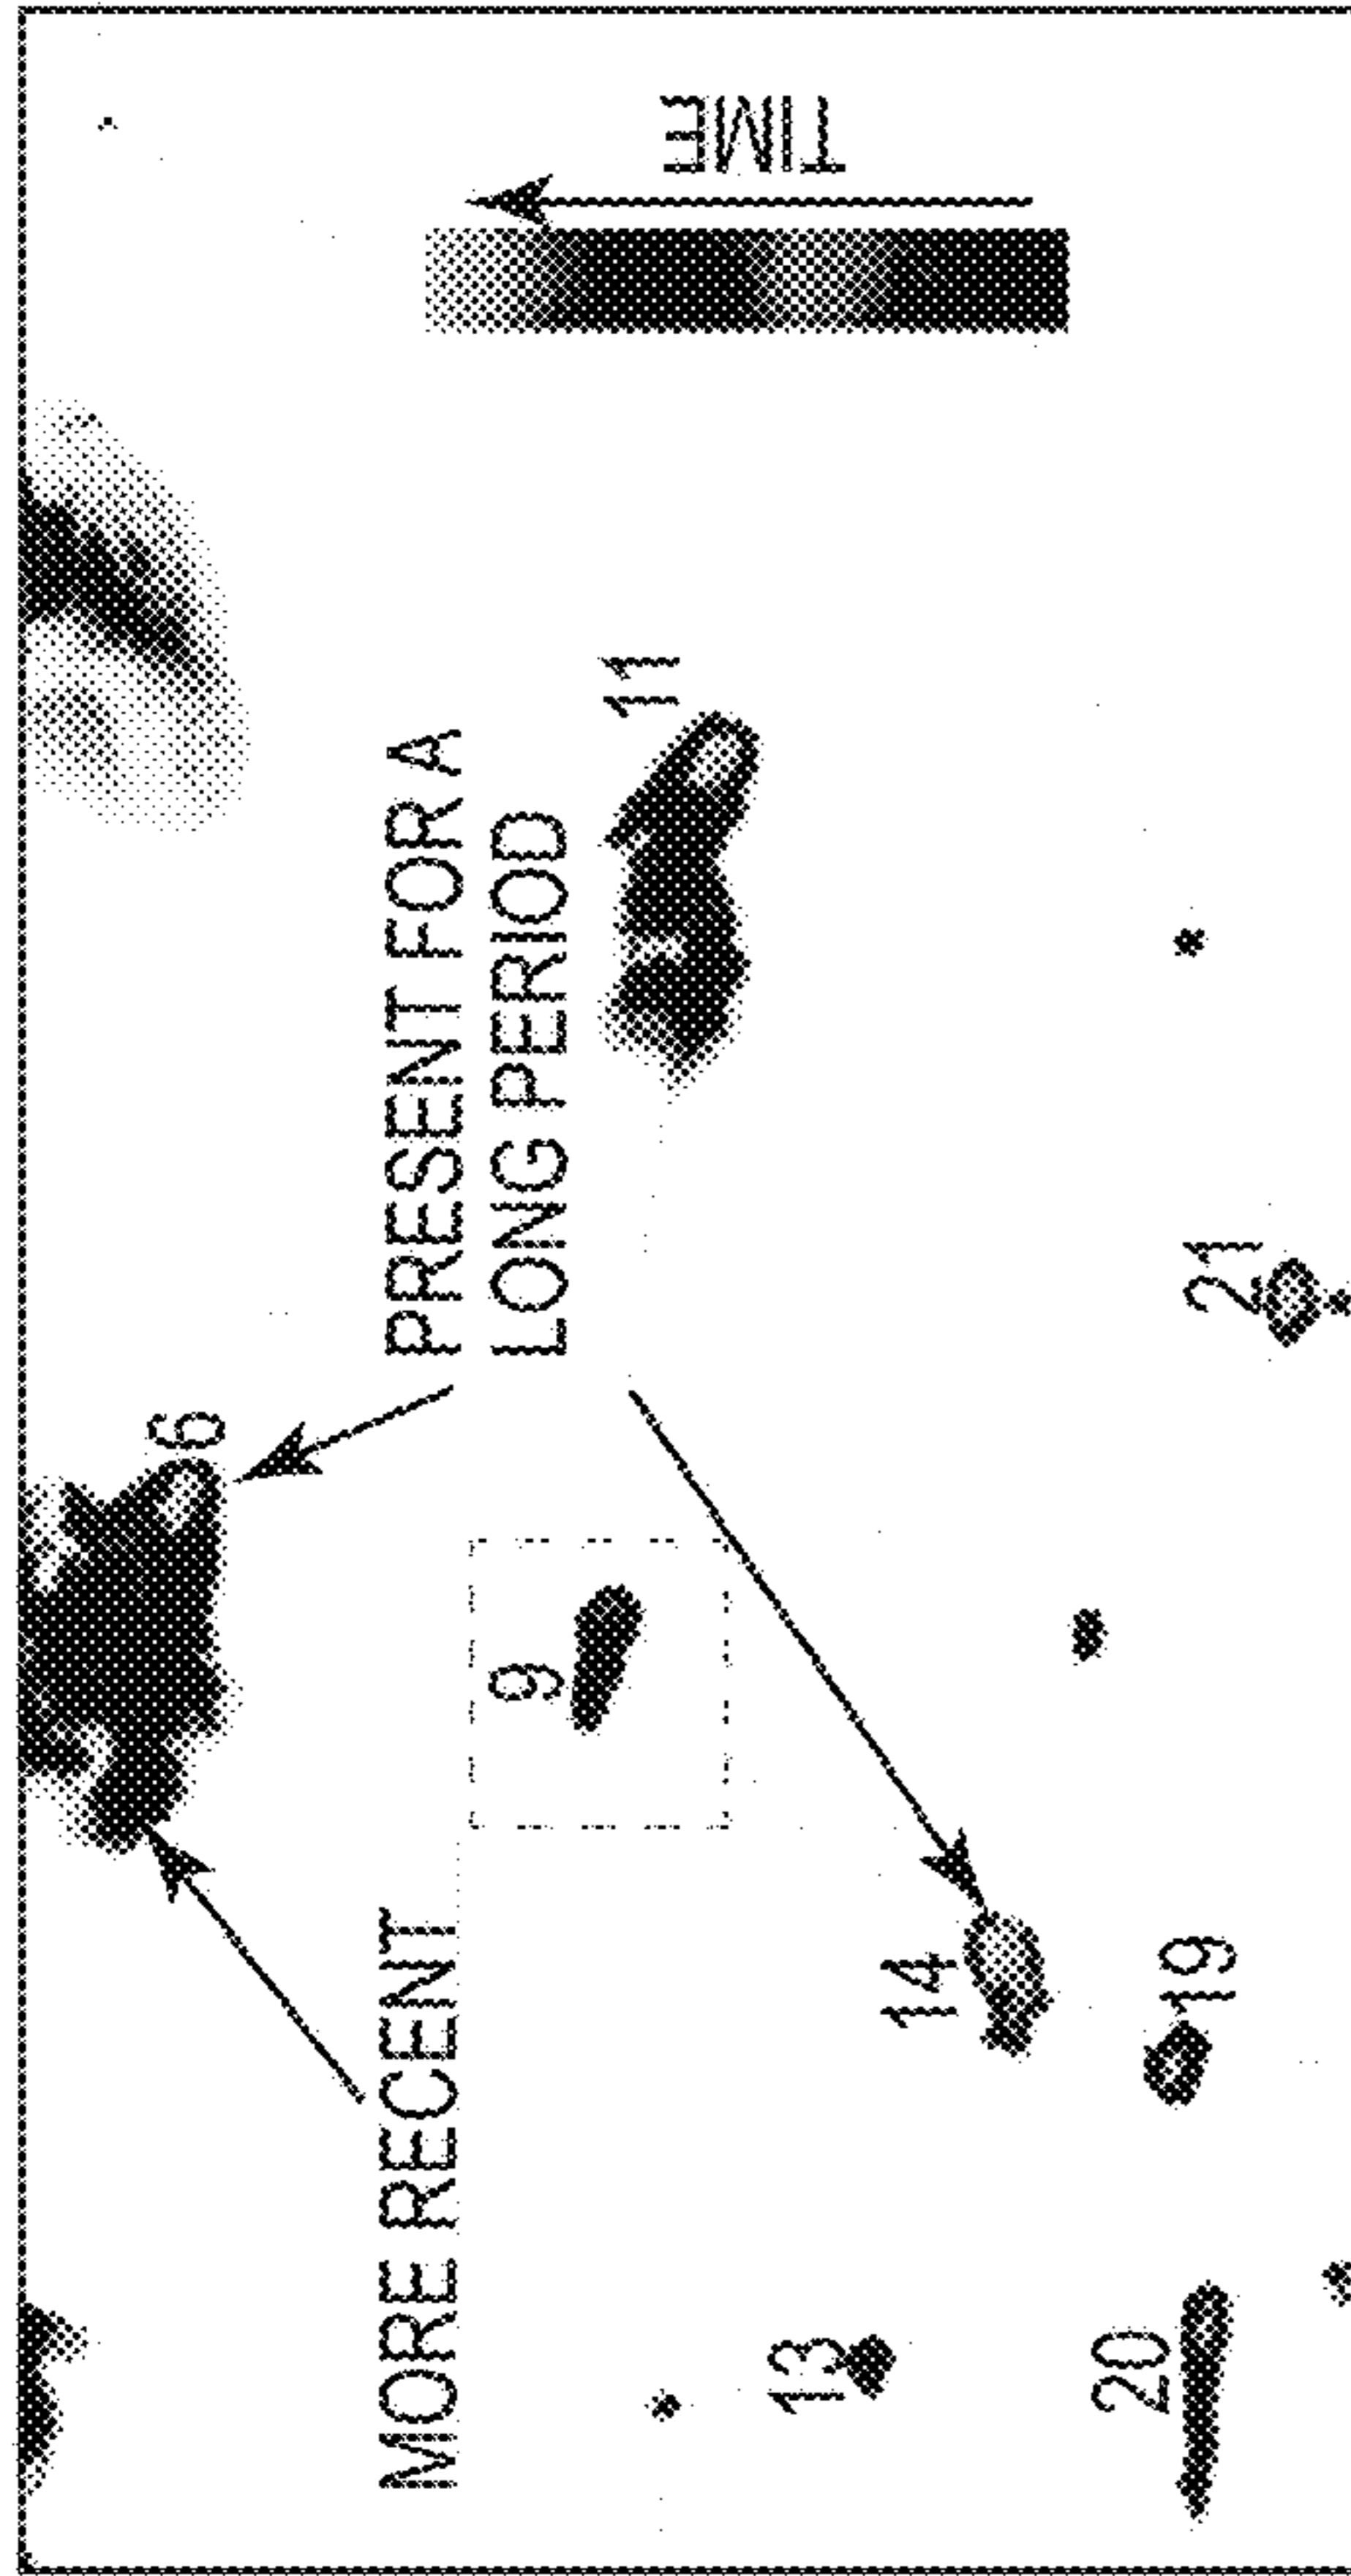 TIME
PRESENT FOR A
LONG PERIOD
MORE RECENT
6
9
11
14
19
13
20
21